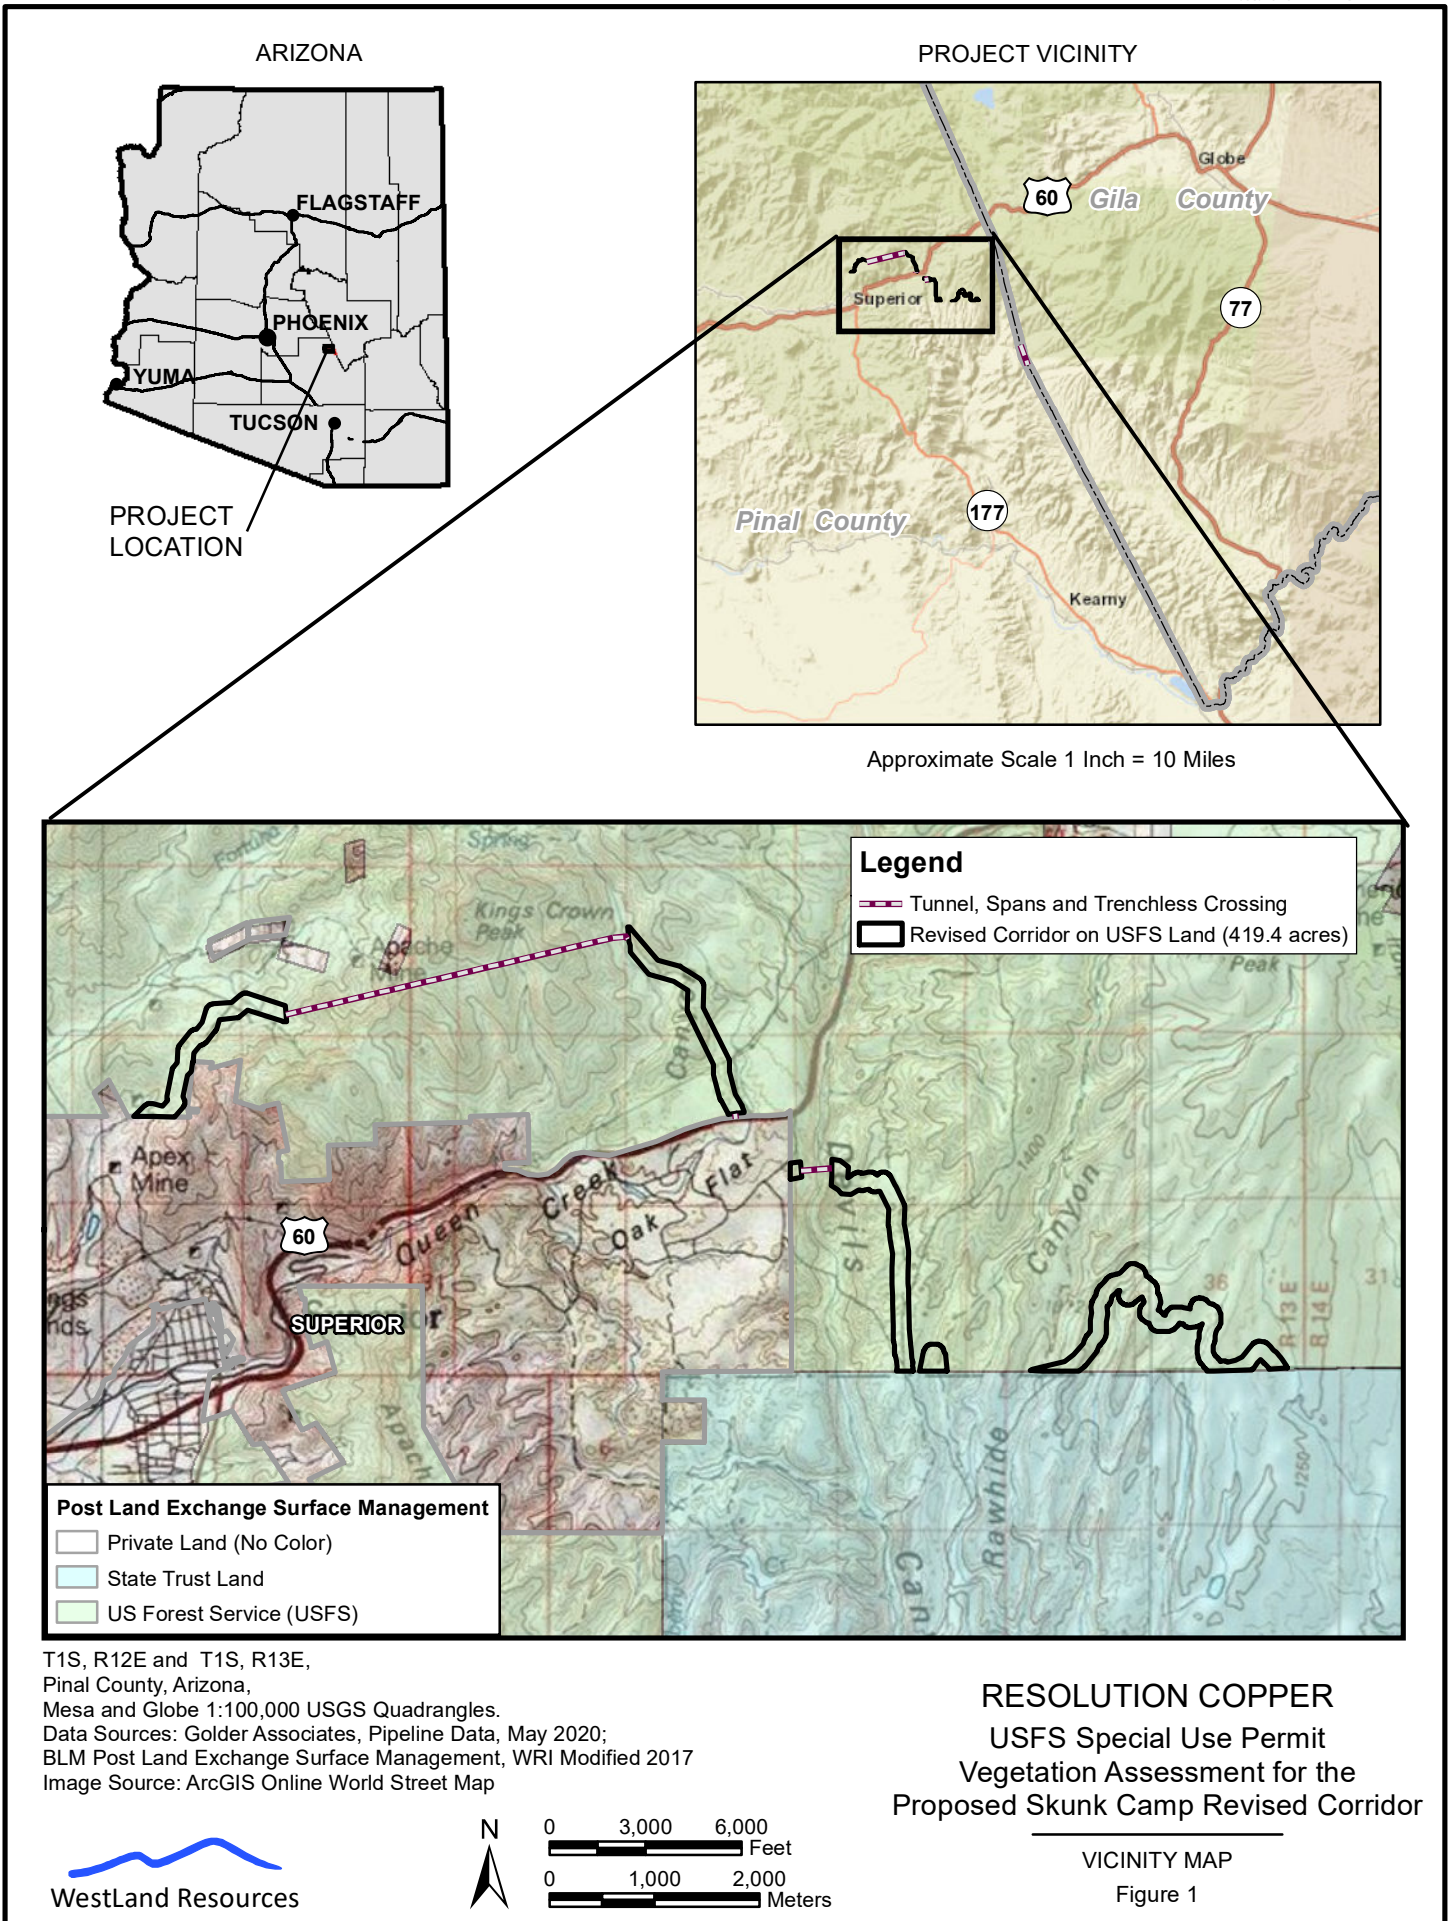 ARIZONA
FLAGSTAFF
PHOENIX
YUMA
TUCSON
PROJECT
LOCATION
PROJECT VICINITY
Globe
60
Gila County
Superior
77
177
Pinal County
Kearny
Approximate Scale 1 Inch = 10 Miles
Legend
Tunnel, Spans and Trenchless Crossing
Revised Corridor on USFS Land (419.4 acres)
Fortuna
Spring
Kings Crown
Peak
Apache
Mine
Peak
Apex
Mine
60
Queen
Creek
Oak
Flat
Devils
Canyon
1400
36
31
R 13 E
R 14 E
SUPERIOR
Rawhide
1260
Post Land Exchange Surface Management
Private Land (No Color)
State Trust Land
US Forest Service (USFS)
T1S, R12E and T1S, R13E,
Pinal County, Arizona,
Mesa and Globe 1:100,000 USGS Quadrangles.
Data Sources: Golder Associates, Pipeline Data, May 2020;
BLM Post Land Exchange Surface Management, WRI Modified 2017
Image Source: ArcGIS Online World Street Map
WestLand Resources
N
0 3,000 6,000
Feet
0 1,000 2,000
Meters
RESOLUTION COPPER
USFS Special Use Permit
Vegetation Assessment for the
Proposed Skunk Camp Revised Corridor
VICINITY MAP
Figure 1